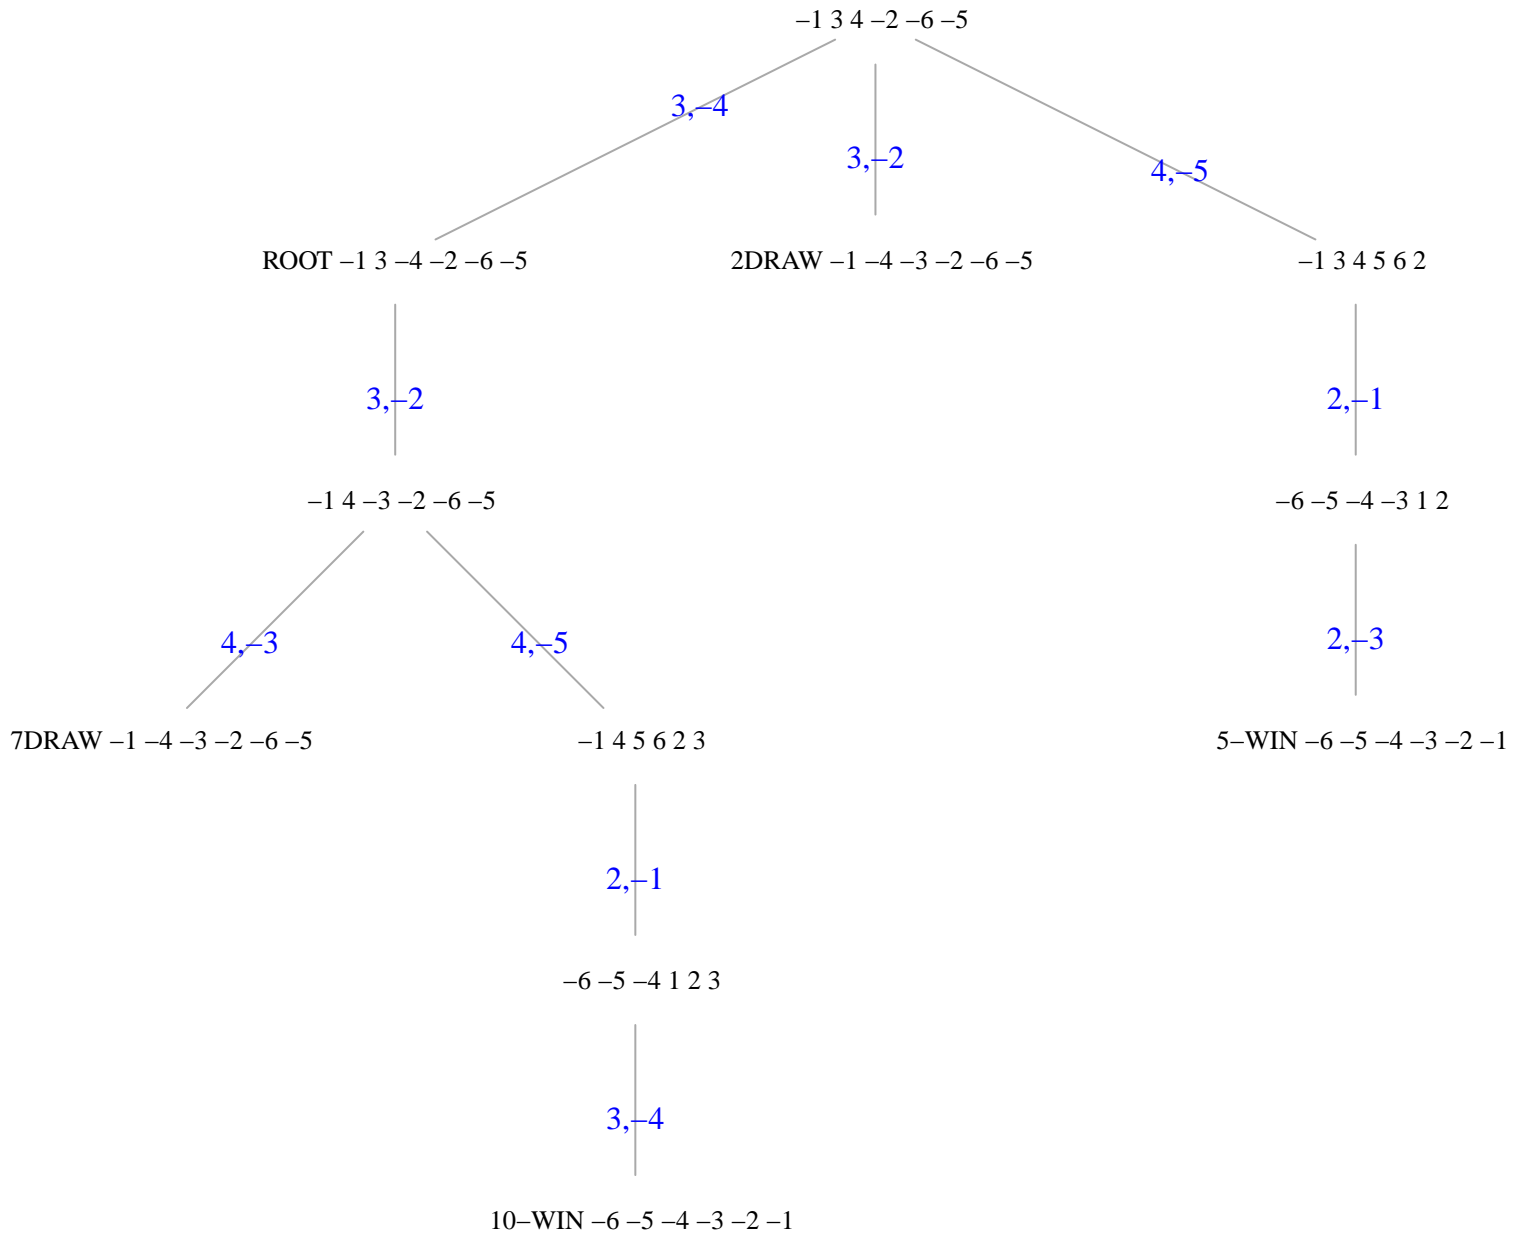 –1 3 4 –2 –6 –5
3,–4
3,–2
4,–5
ROOT –1 3 –4 –2 –6 –5
2DRAW –1 –4 –3 –2 –6 –5
–1 3 4 5 6 2
3,–2
2,–1
–1 4 –3 –2 –6 –5
–6 –5 –4 –3 1 2
4,–3
4,–5
2,–3
7DRAW –1 –4 –3 –2 –6 –5
–1 4 5 6 2 3
5–WIN –6 –5 –4 –3 –2 –1
2,–1
–6 –5 –4 1 2 3
3,–4
10–WIN –6 –5 –4 –3 –2 –1